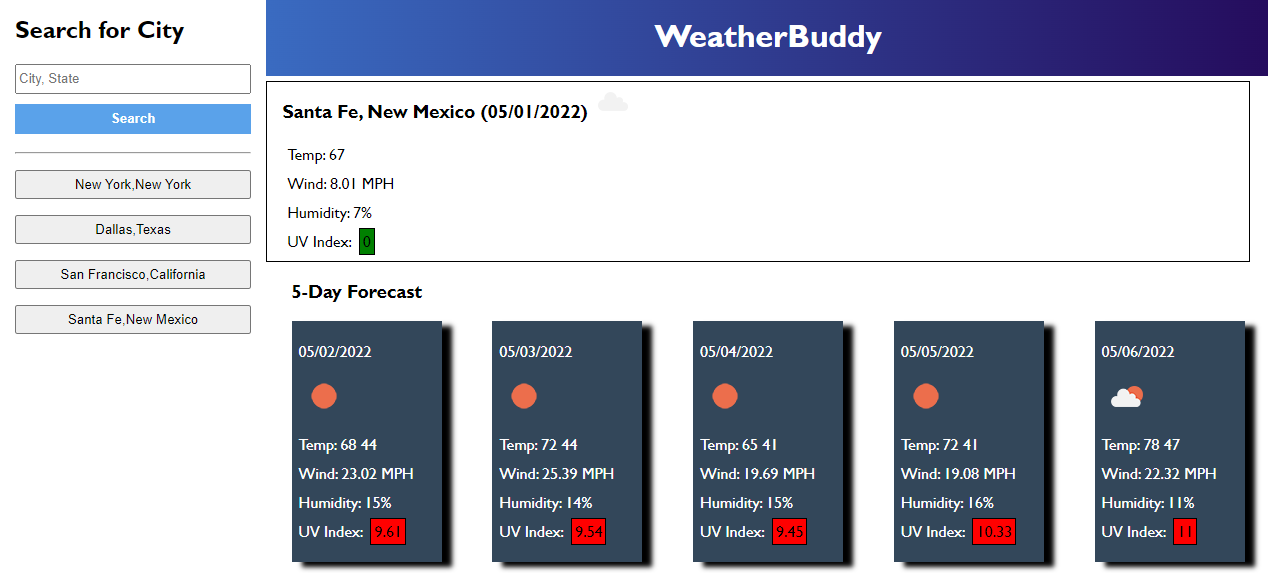 Search for City
City, State
Search
New York,New York
Dallas,Texas
San Francisco,California
Santa Fe,New Mexico
WeatherBuddy
Santa Fe, New Mexico (05/01/2022)
Temp: 67
Wind: 8.01 MPH
Humidity: 7%
UV Index: 0
5-Day Forecast
05/02/2022
Temp: 68 44
Wind: 23.02 MPH
Humidity: 15%
UV Index: 9.61
05/03/2022
Temp: 72 44
Wind: 25.39 MPH
Humidity: 14%
UV Index: 9.54
05/04/2022
Temp: 65 41
Wind: 19.69 MPH
Humidity: 15%
UV Index: 9.45
05/05/2022
Temp: 72 41
Wind: 19.08 MPH
Humidity: 16%
UV Index: 10.33
05/06/2022
Temp: 78 47
Wind: 22.32 MPH
Humidity: 11%
UV Index: 11